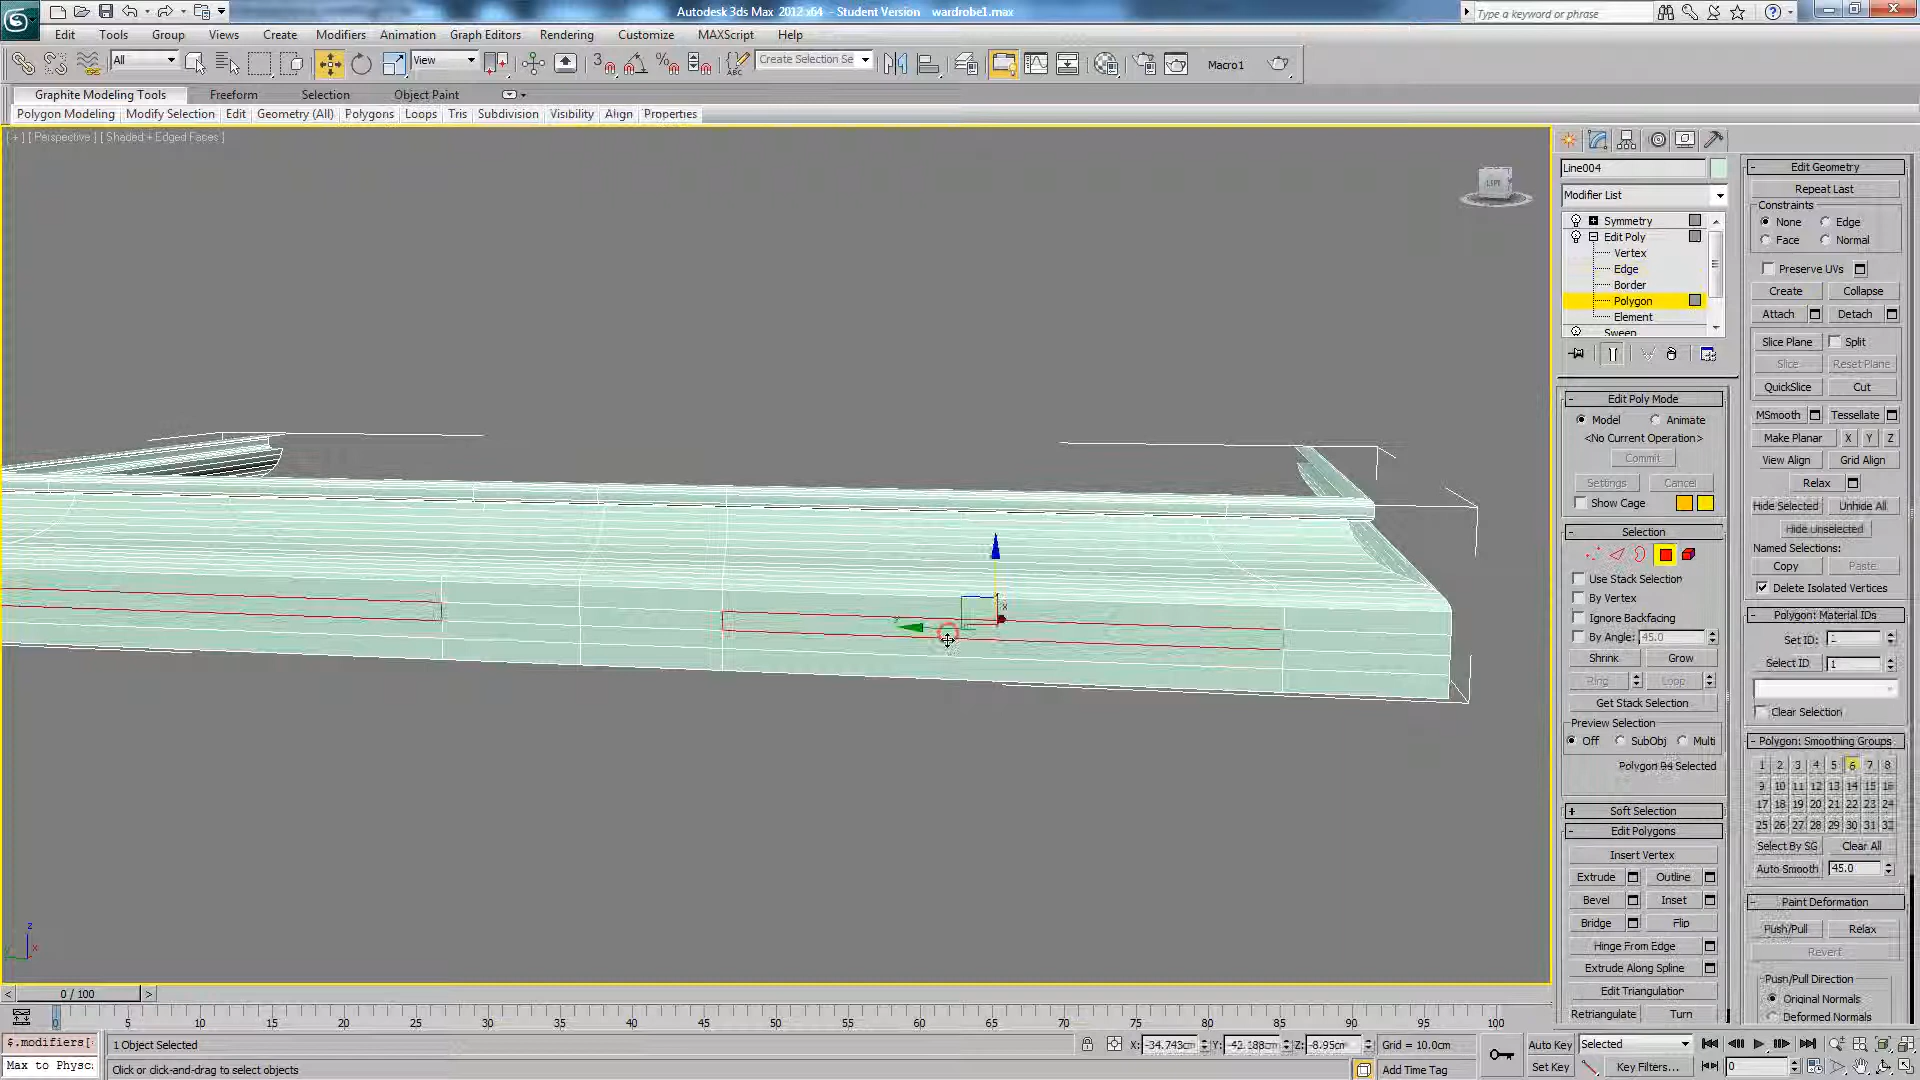 Autodesk 3ds Max 2012 x64 - Student Version wardrobe1.max
Type a keyword or phrase
Edit Tools Group Views Create Modifiers Animation Graph Editors Rendering Customize MAXScript Help
All View Create Selection Se Macro1
Graphite Modeling Tools Freeform Selection Object Paint
Polygon Modeling Modify Selection Edit Geometry (All) Polygons Loops Tris Subdivision Visibility Align Properties
[ + ] [ Perspective ] [ Shaded + Edged Faces ]
LEFT
Line004
Modifier List
Symmetry
Edit Poly
Vertex
Edge
Border
Polygon
Element
Sweep
Edit Poly Mode
Model Animate
<No Current Operation>
Commit
Settings Cancel
Show Cage
Selection
Use Stack Selection
By Vertex
Ignore Backfacing
By Angle: 45.0
Shrink Grow
Ring Loop
Get Stack Selection
Preview Selection
Off SubObj Multi
Polygon 84 Selected
Soft Selection
Edit Polygons
Insert Vertex
Extrude Outline
Bevel Inset
Bridge Flip
Hinge From Edge
Extrude Along Spline
Edit Triangulation
Retriangulate Turn
Edit Geometry
Repeat Last
Constraints
None Edge
Face Normal
Preserve UVs
Create Collapse
Attach Detach
Slice Plane Split
Slice Reset Plane
QuickSlice Cut
MSmooth Tessellate
Make Planar X Y Z
View Align Grid Align
Relax
Hide Selected Unhide All
Hide Unselected
Named Selections:
Copy Paste
Delete Isolated Vertices
Polygon: Material IDs
Set ID: 1
Select ID 1
Clear Selection
Polygon: Smoothing Groups
1 2 3 4 5 6 7 8
9 10 11 12 13 14 15 16
17 18 19 20 21 22 23 24
25 26 27 28 29 30 31 32
Select By SG Clear All
Auto Smooth 45.0
Paint Deformation
Push/Pull Relax
Revert
Push/Pull Direction
Original Normals
Deformed Normals
z
x
y
0 / 100
0 5 10 15 20 25 30 35 40 45 50 55 60 65 70 75 80 85 90 95 100
$.modifiers[ 1 Object Selected X: -34.743cm Y: -42.188cm Z: -8.95cm Grid = 10.0cm Auto Key Selected
Max to Physc Click or click-and-drag to select objects Add Time Tag Set Key Key Filters... 0